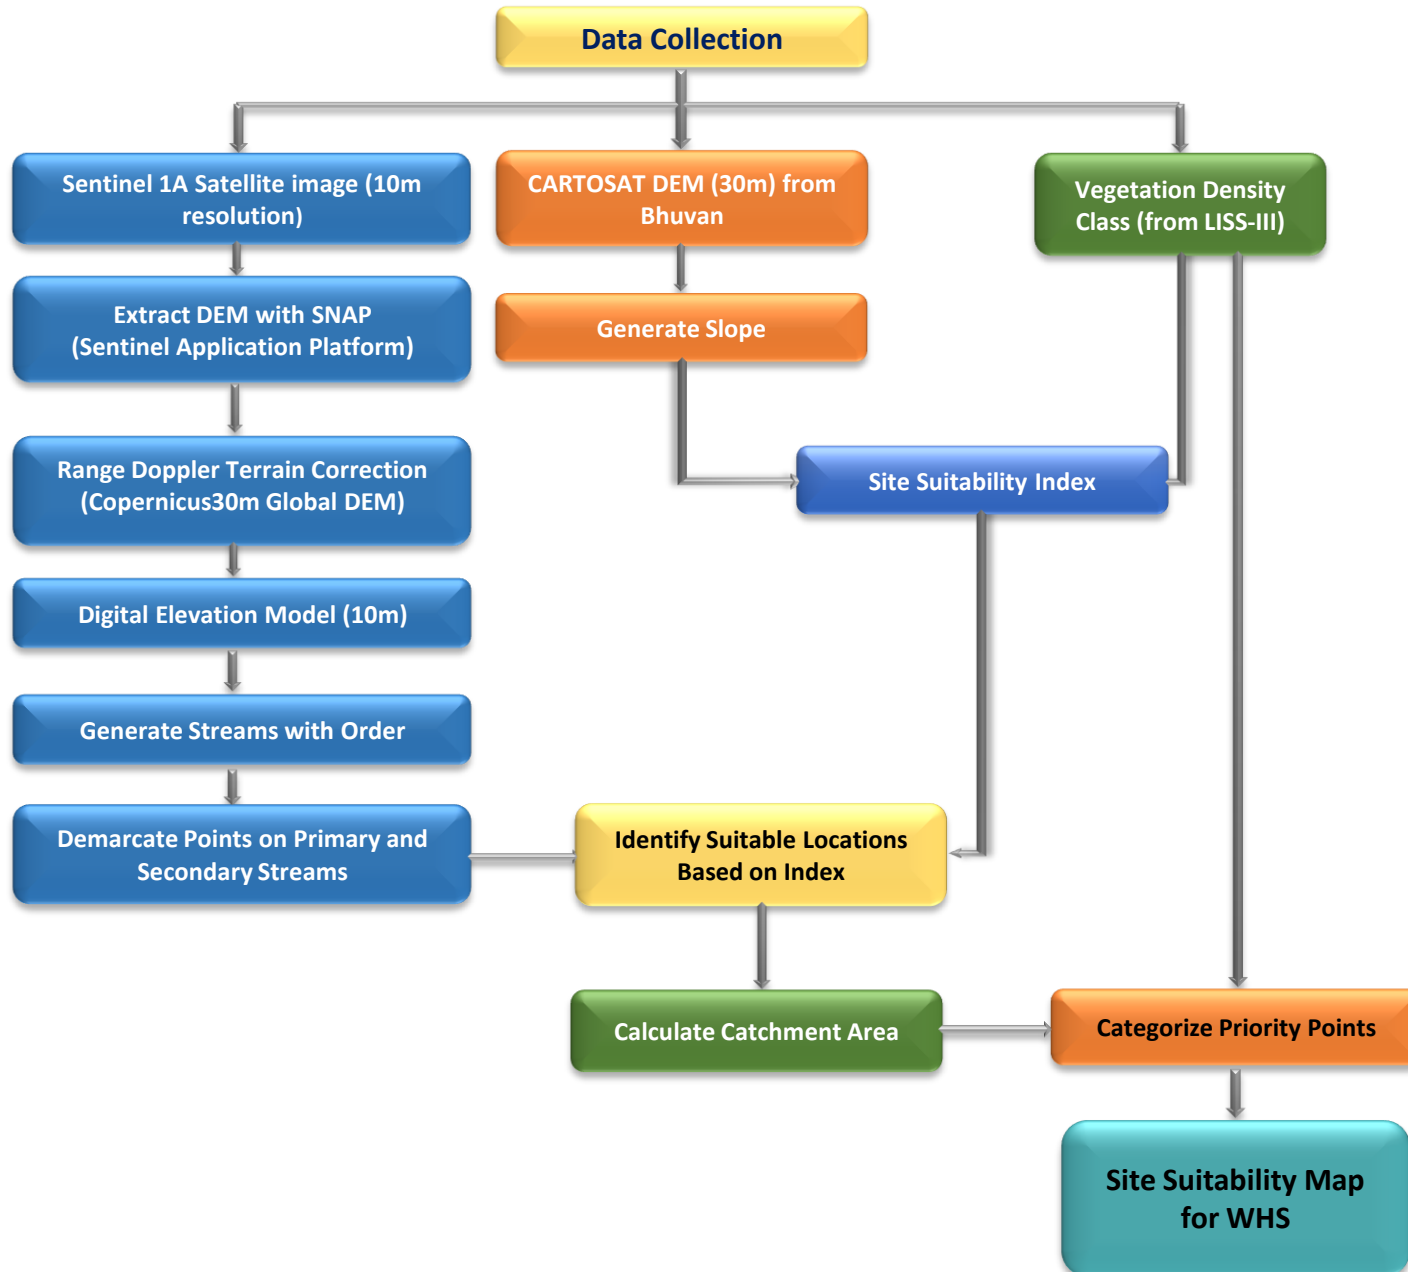 Data Collection
Sentinel 1A Satellite image (10m
resolution)
CARTOSAT DEM (30m) from
Bhuvan
Vegetation Density
Class (from LISS-III)
Extract DEM with SNAP
(Sentinel Application Platform)
Generate Slope
Range Doppler Terrain Correction
(Copernicus30m Global DEM)
Site Suitability Index
Digital Elevation Model (10m)
Generate Streams with Order
Demarcate Points on Primary and
Secondary Streams
Identify Suitable Locations
Based on Index
Calculate Catchment Area
Categorize Priority Points
Site Suitability Map
for WHS